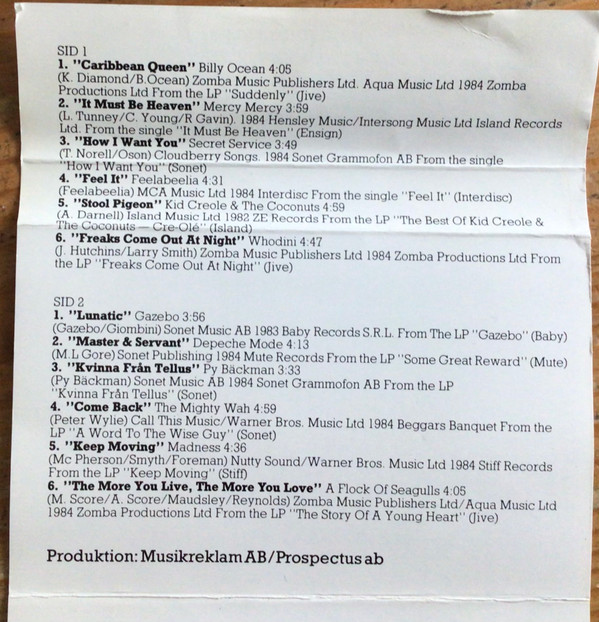 SID 1
1. "Caribbean Queen" Billy Ocean 4:05
(K. Diamond/B.Ocean) Zomba Music Publishers Ltd. Aqua Music Ltd 1984 Zomba
Productions Ltd From the LP "Suddenly" (Jive)
2. "It Must Be Heaven" Mercy Mercy 3:59
(L. Tunney/C. Young/R Gavin). 1984 Hensley Music/Intersong Music Ltd Island Records
Ltd. From the single "It Must Be Heaven" (Ensign)
3. "How I Want You" Secret Service 3:49
(T. Norell/Oson) Cloudberry Songs. 1984 Sonet Grammofon AB From the single
"How I Want You" (Sonet)
4. "Feel It" Feelabeelia 4:31
(Feelabeelia) MCA Music Ltd 1984 Interdisc From the single "Feel It" (Interdisc)
5. "Stool Pigeon" Kid Creole & The Coconuts 4:59
(A. Darnell) Island Music Ltd 1982 ZE Records From the LP "The Best Of Kid Creole &
The Coconuts — Cre-Olé" (Island)
6. "Freaks Come Out At Night" Whodini 4:47
(J. Hutchins/Larry Smith) Zomba Music Publishers Ltd 1984 Zomba Productions Ltd From
the LP "Freaks Come Out At Night" (Jive)
SID 2
1. "Lunatic" Gazebo 3:56
(Gazebo/Giombini) Sonet Music AB 1983 Baby Records S.R.L. From The LP "Gazebo" (Baby)
2. "Master & Servant" Depeche Mode 4:13
(M.L Gore) Sonet Publishing 1984 Mute Records From the LP "Some Great Reward" (Mute)
3. "Kvinna Från Tellus" Py Bäckman 3:33
(Py Bäckman) Sonet Music AB 1984 Sonet Grammofon AB From the LP
"Kvinna Från Tellus" (Sonet)
4. "Come Back" The Mighty Wah 4:59
(Peter Wylie) Call This Music/Warner Bros. Music Ltd 1984 Beggars Banquet From the
LP "A Word To The Wise Guy" (Sonet)
5. "Keep Moving" Madness 4:36
(Mc Pherson/Smyth/Foreman) Nutty Sound/Warner Bros. Music Ltd 1984 Stiff Records
From the LP "Keep Moving" (Stiff)
6. "The More You Live, The More You Love" A Flock Of Seagulls 4:05
(M. Score/A. Score/Maudsley/Reynolds) Zomba Music Publishers Ltd/Aqua Music Ltd
1984 Zomba Productions Ltd From the LP "The Story Of A Young Heart" (Jive)
Produktion: Musikreklam AB/Prospectus ab